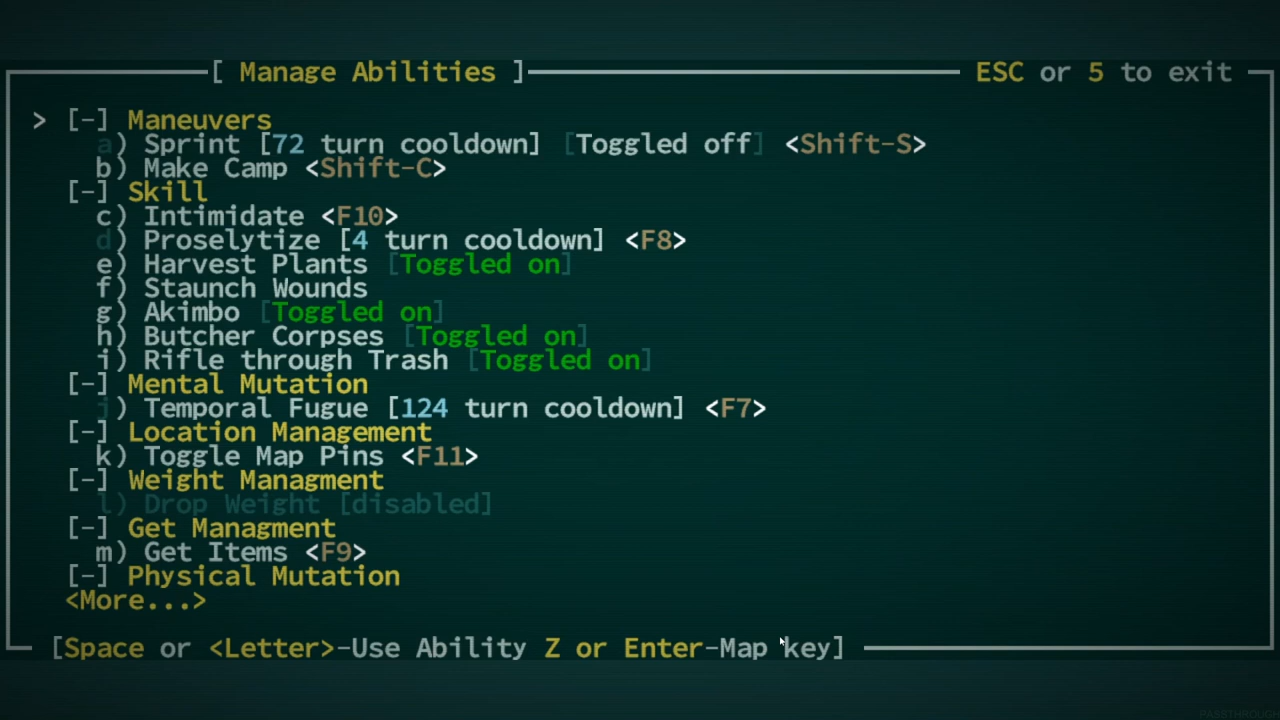 [ Manage Abilities ] ESC or 5 to exit
> [-] Maneuvers
a) Sprint [72 turn cooldown] [Toggled off] <Shift-S>
b) Make Camp <Shift-C>
[-] Skill
c) Intimidate <F10>
d) Proselytize [4 turn cooldown] <F8>
e) Harvest Plants [Toggled on]
f) Staunch Wounds
g) Akimbo [Toggled on]
h) Butcher Corpses [Toggled on]
i) Rifle through Trash [Toggled on]
[-] Mental Mutation
j) Temporal Fugue [124 turn cooldown] <F7>
[-] Location Management
k) Toggle Map Pins <F11>
[-] Weight Managment
l) Drop Weight [disabled]
[-] Get Managment
m) Get Items <F9>
[-] Physical Mutation
<More...>
[Space or <Letter>-Use Ability Z or Enter-Map key]